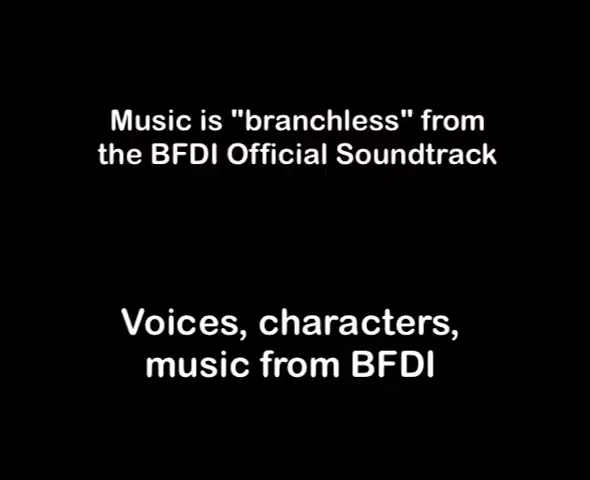 Music is "branchless" from
the BFDI Official Soundtrack
Voices, characters,
music from BFDI